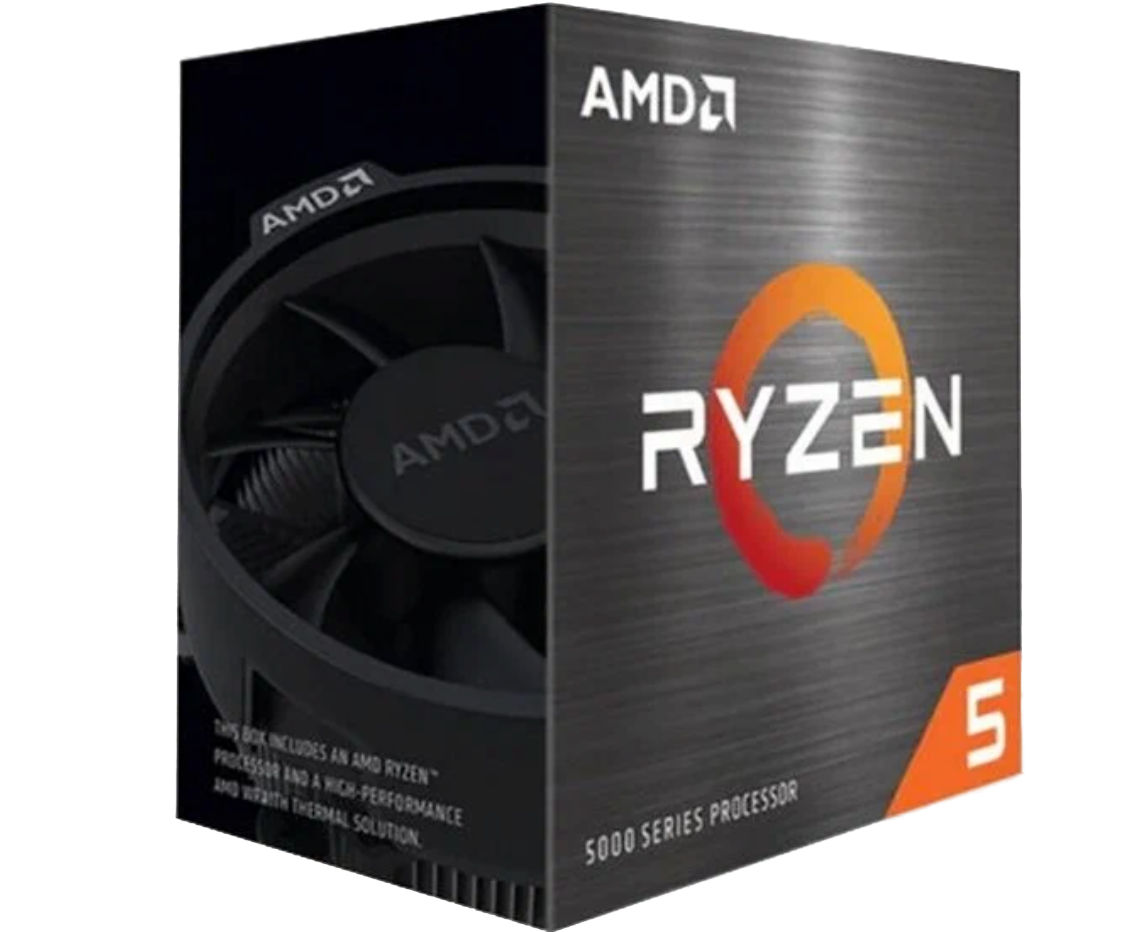 AMD
AMD
THIS BOX INCLUDES AN AMD RYZEN™
PROCESSOR AND A HIGH-PERFORMANCE
AMD WRAITH THERMAL SOLUTION.
AMD
RYZEN
5
5000 SERIES PROCESSOR